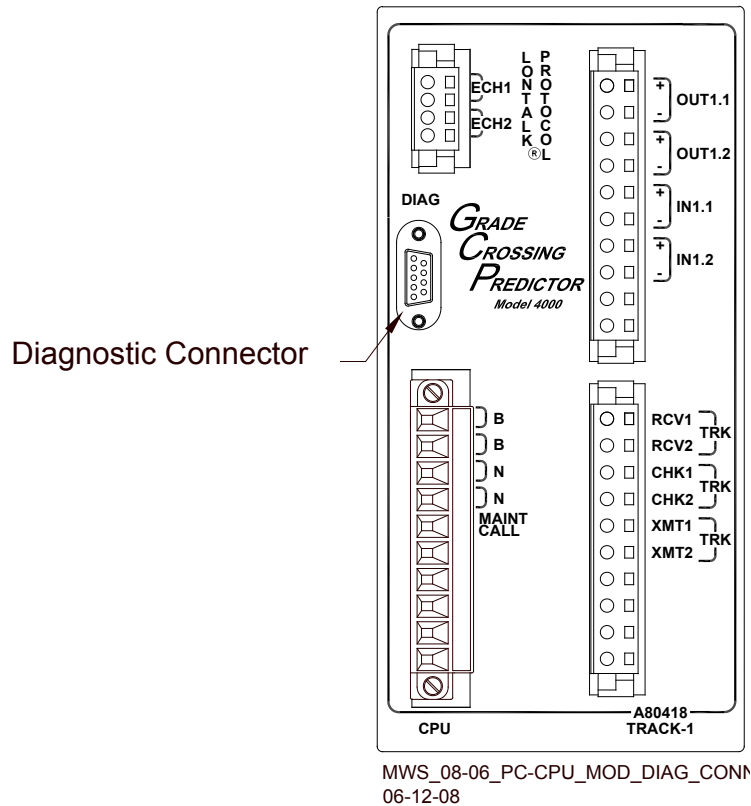 LONTALK ®
PROTOCOL
ECH1
ECH2
DIAG
GRADE
CROSSING
PREDICTOR
Model 4000
+
-
OUT1.1
+
-
OUT1.2
+
-
IN1.1
+
-
IN1.2
Diagnostic Connector
B
B
N
N
MAINT
CALL
CPU
RCV1
RCV2
TRK
CHK1
CHK2
TRK
XMT1
XMT2
TRK
A80418
TRACK-1
MWS_08-06_PC-CPU_MOD_DIAG_CONN
06-12-08